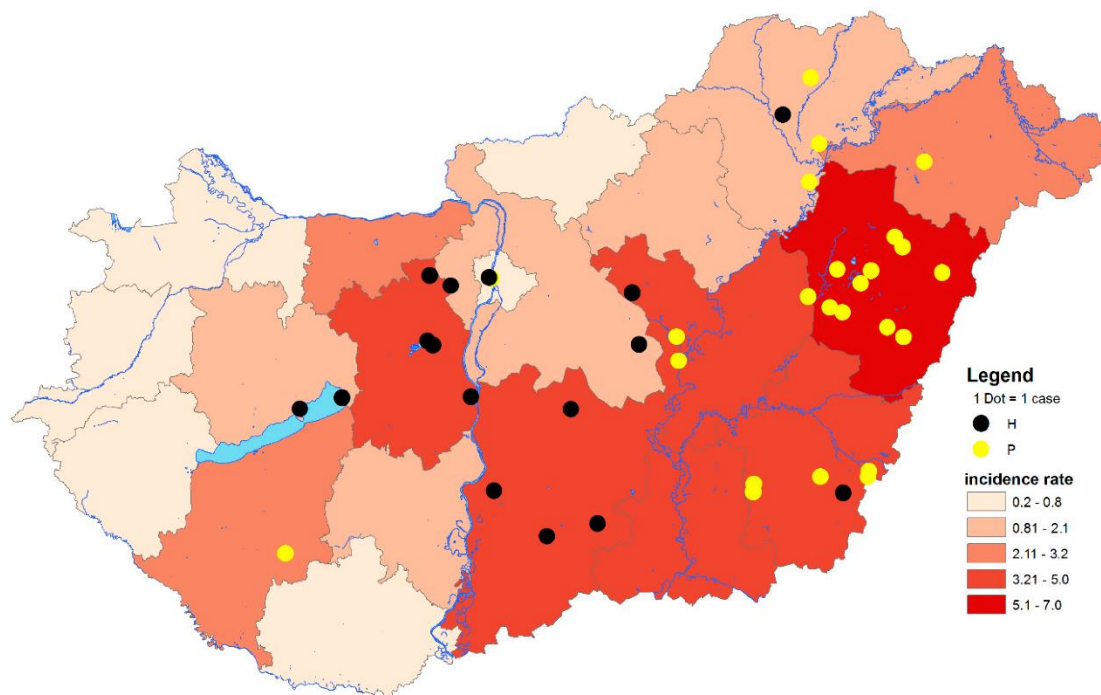 Legend
1 Dot = 1 case
H
P
incidence rate
0.2 - 0.8
0.81 - 2.1
2.11 - 3.2
3.21 - 5.0
5.1 - 7.0